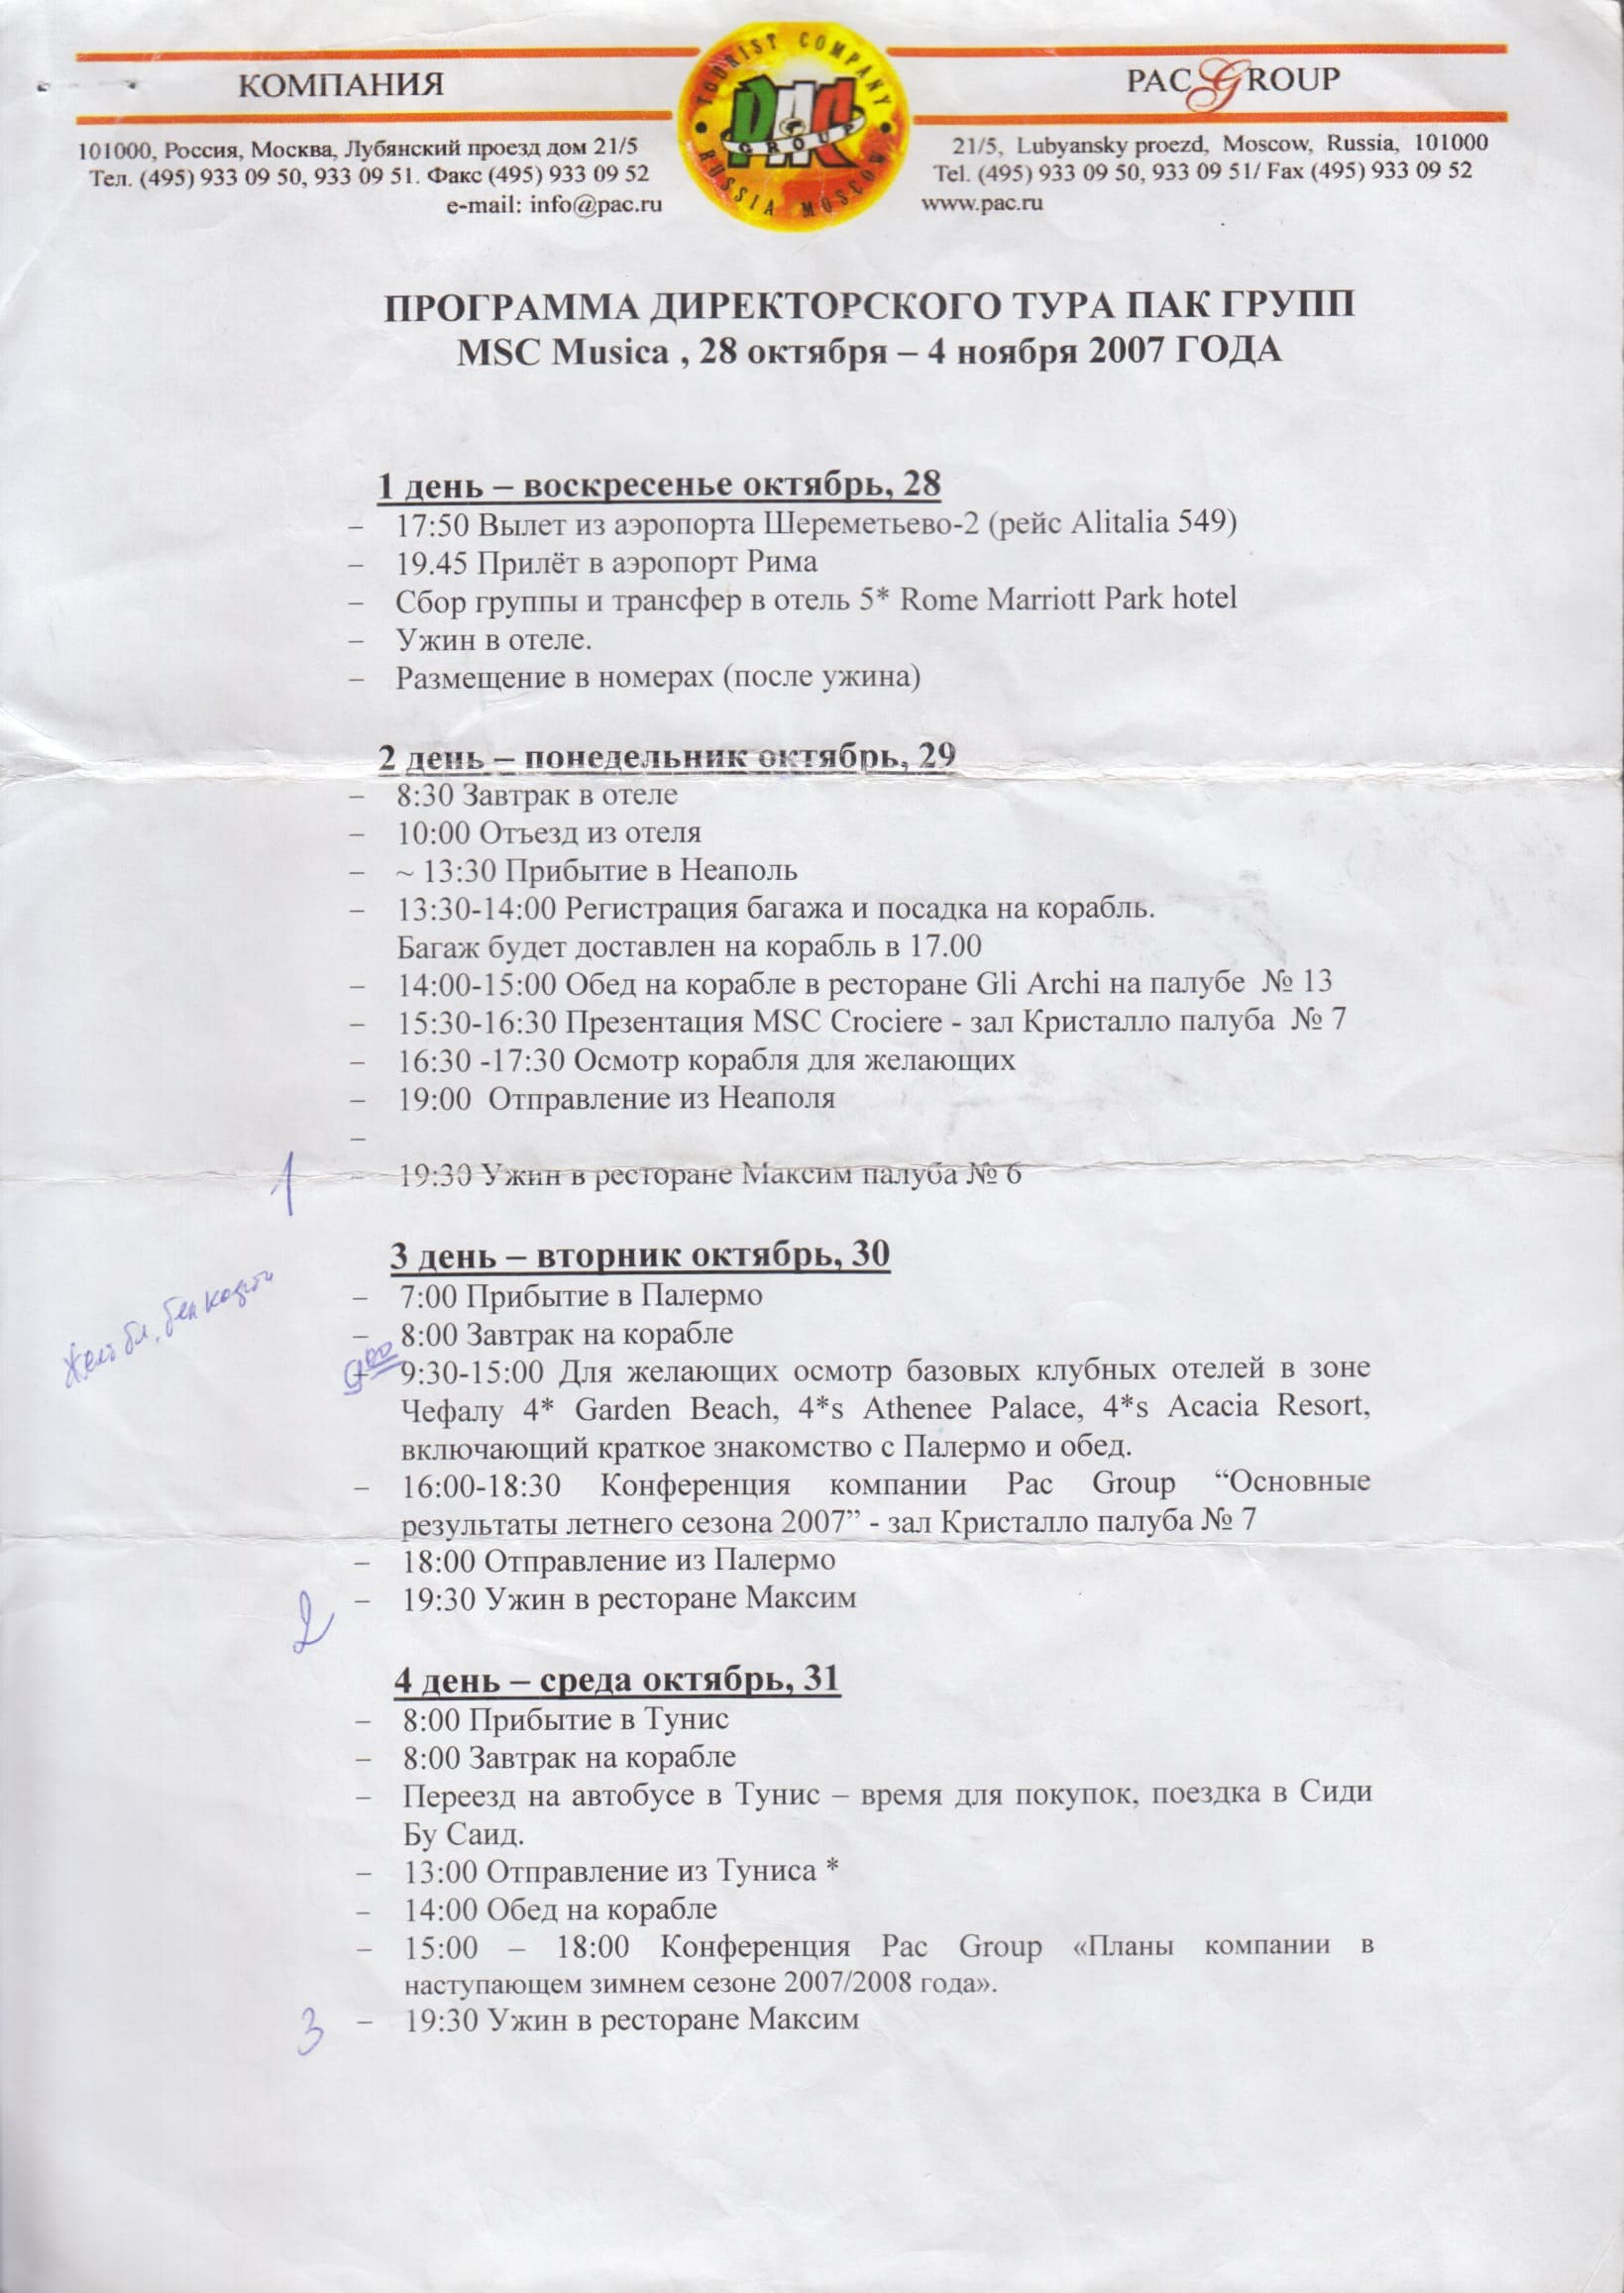 КОМПАНИЯ
101000, Россия, Москва, Лубянский проезд дом 21/5
Тел. (495) 933 09 50, 933 09 51. Факс (495) 933 09 52
e-mail: info@pac.ru
TOURIST COMPANY
PAC
GROUP
RUSSIA MOSCOW
PAC GROUP
21/5, Lubyansky proezd, Moscow, Russia, 101000
Tel. (495) 933 09 50, 933 09 51/ Fax (495) 933 09 52
www.pac.ru
ПРОГРАММА ДИРЕКТОРСКОГО ТУРА ПАК ГРУПП
MSC Musica , 28 октября – 4 ноября 2007 ГОДА
1 день – воскресенье октябрь, 28
– 17:50 Вылет из аэропорта Шереметьево-2 (рейс Alitalia 549)
– 19.45 Прилёт в аэропорт Рима
– Сбор группы и трансфер в отель 5* Rome Marriott Park hotel
– Ужин в отеле.
– Размещение в номерах (после ужина)
2 день – понедельник октябрь, 29
– 8:30 Завтрак в отеле
– 10:00 Отъезд из отеля
– ~ 13:30 Прибытие в Неаполь
– 13:30-14:00 Регистрация багажа и посадка на корабль.
Багаж будет доставлен на корабль в 17.00
– 14:00-15:00 Обед на корабле в ресторане Gli Archi на палубе № 13
– 15:30-16:30 Презентация MSC Crociere - зал Кристалло палуба № 7
– 16:30 -17:30 Осмотр корабля для желающих
– 19:00 Отправление из Неаполя
–
1
– 19:30 Ужин в ресторане Максим палуба № 6
3 день – вторник октябрь, 30
– 7:00 Прибытие в Палермо
– 8:00 Завтрак на корабле
9 00
– 9:30-15:00 Для желающих осмотр базовых клубных отелей в зоне
Чефалу 4* Garden Beach, 4*s Athenee Palace, 4*s Acacia Resort,
включающий краткое знакомство с Палермо и обед.
– 16:00-18:30 Конференция компании Pac Group “Основные
результаты летнего сезона 2007” - зал Кристалло палуба № 7
– 18:00 Отправление из Палермо
– 19:30 Ужин в ресторане Максим
2
4 день – среда октябрь, 31
– 8:00 Прибытие в Тунис
– 8:00 Завтрак на корабле
– Переезд на автобусе в Тунис – время для покупок, поездка в Сиди
Бу Саид.
– 13:00 Отправление из Туниса *
– 14:00 Обед на корабле
– 15:00 – 18:00 Конференция Pac Group «Планы компании в
наступающем зимнем сезоне 2007/2008 года».
– 19:30 Ужин в ресторане Максим
3